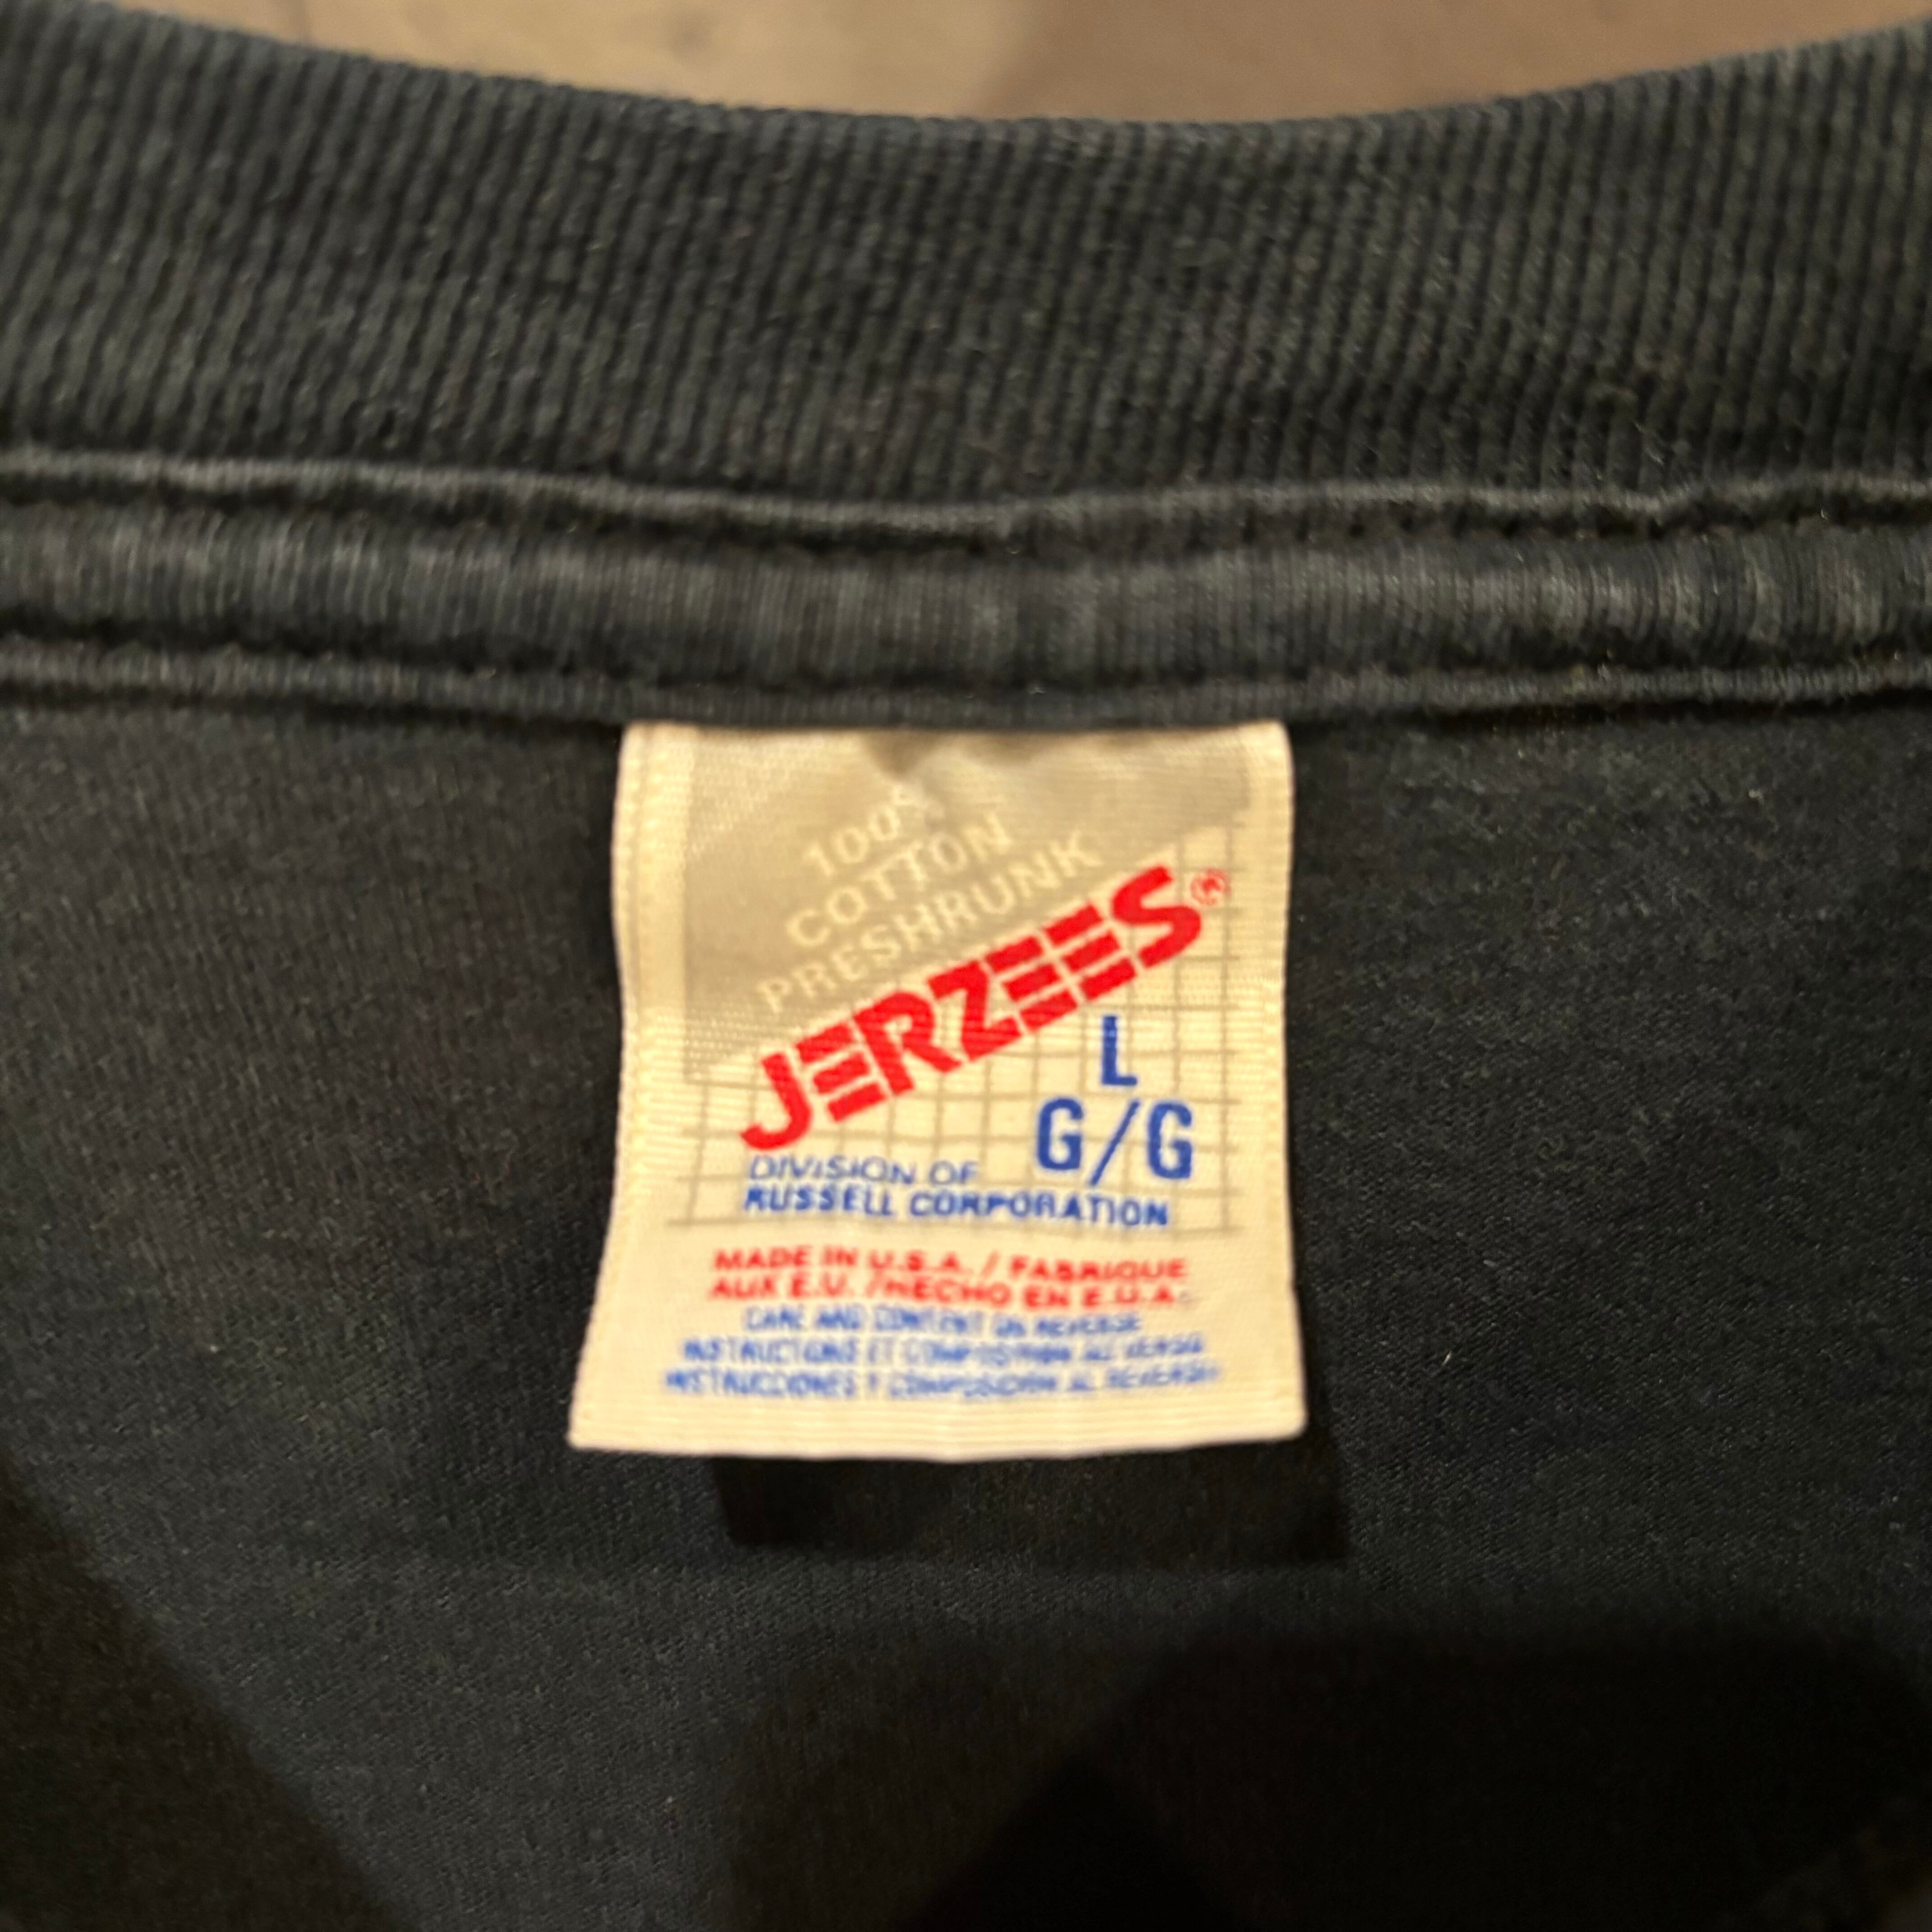 100%
COTTON
PRESHRUNK
JERZEES®
L
G/G
DIVISION OF
RUSSELL CORPORATION
MADE IN U.S.A. / FABRIQUE
AUX E.U. / HECHO EN E.U.A.
CARE AND CONTENT ON REVERSE
INSTRUCTIONS ET COMPOSITION AU VERSO
INSTRUCCIONES Y COMPOSICION AL REVERSO